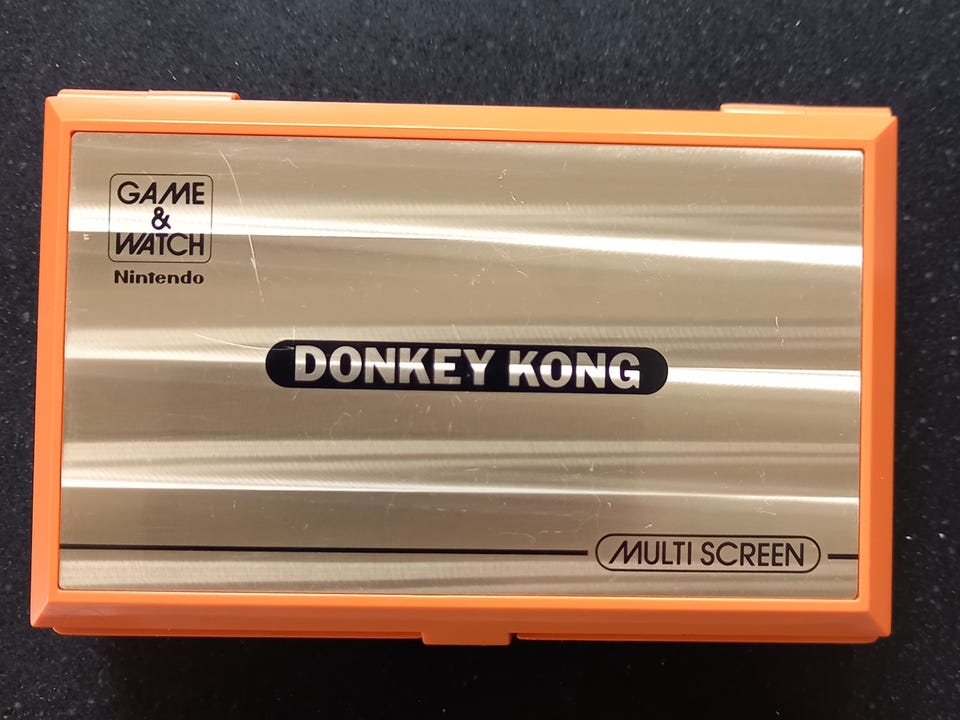 GAME
&
WATCH
Nintendo
DONKEY KONG
MULTI SCREEN